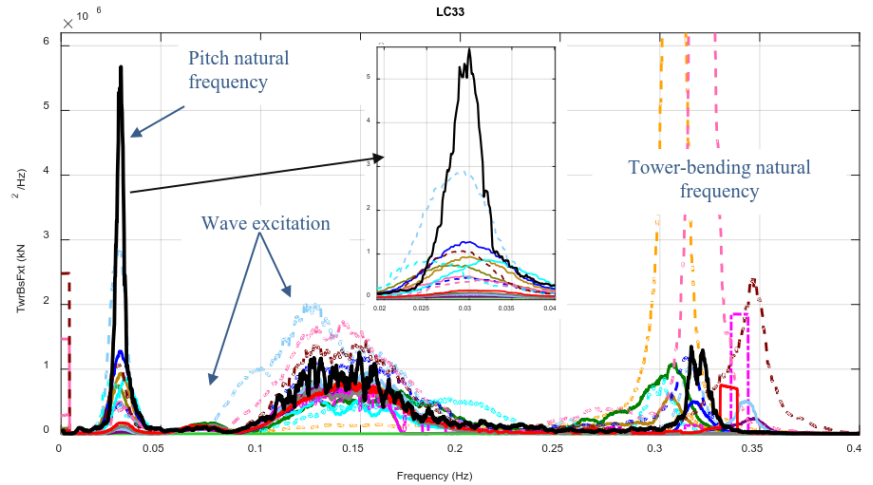 LC33
× 10 6
Pitch natural
frequency
Wave excitation
Tower-bending natural
frequency
TwrBsFxt (kN 2 /Hz)
6
5
4
3
2
1
0
0 0.05 0.1 0.15 0.2 0.25 0.3 0.35 0.4
Frequency (Hz)
5
4
3
2
1
0
0.02 0.025 0.03 0.035 0.04